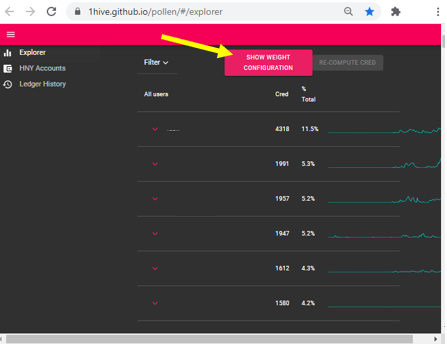 1hive.github.io/pollen/#/explorer
Explorer
HNY Accounts
Ledger History
Filter
SHOW WEIGHT
CONFIGURATION
RE-COMPUTE CRED
All users
Cred
%
Total
4318 11.5%
1991 5.3%
1957 5.2%
1947 5.2%
1612 4.3%
1580 4.2%